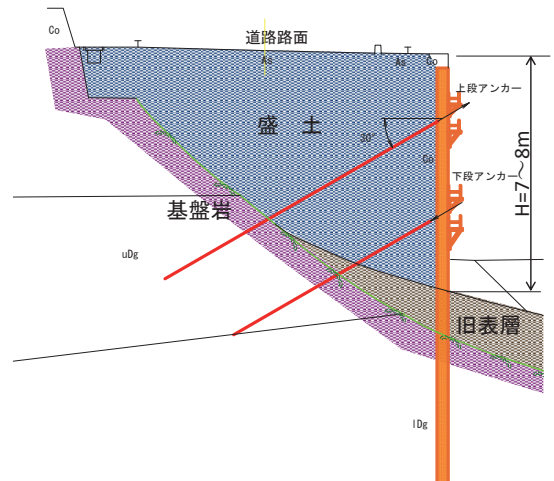 Co
道路路面
As
As
Co
上段アンカー
盛 土
30°
Co
下段アンカー
H=7~8m
基盤岩
uDg
旧表層
lDg